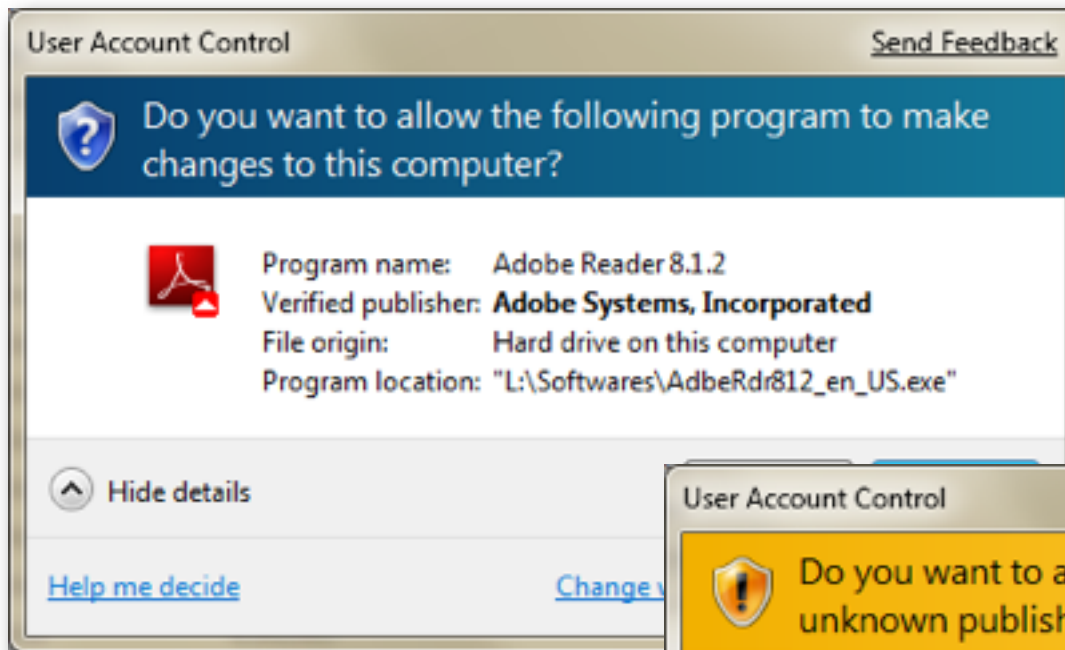 User Account Control
Send Feedback
Do you want to allow the following program to make
changes to this computer?
Program name: Adobe Reader 8.1.2
Verified publisher: Adobe Systems, Incorporated
File origin: Hard drive on this computer
Program location: "L:\Softwares\AdbeRdr812_en_US.exe"
Hide details
Help me decide
Change
User Account Control
Do you want to a
unknown publish